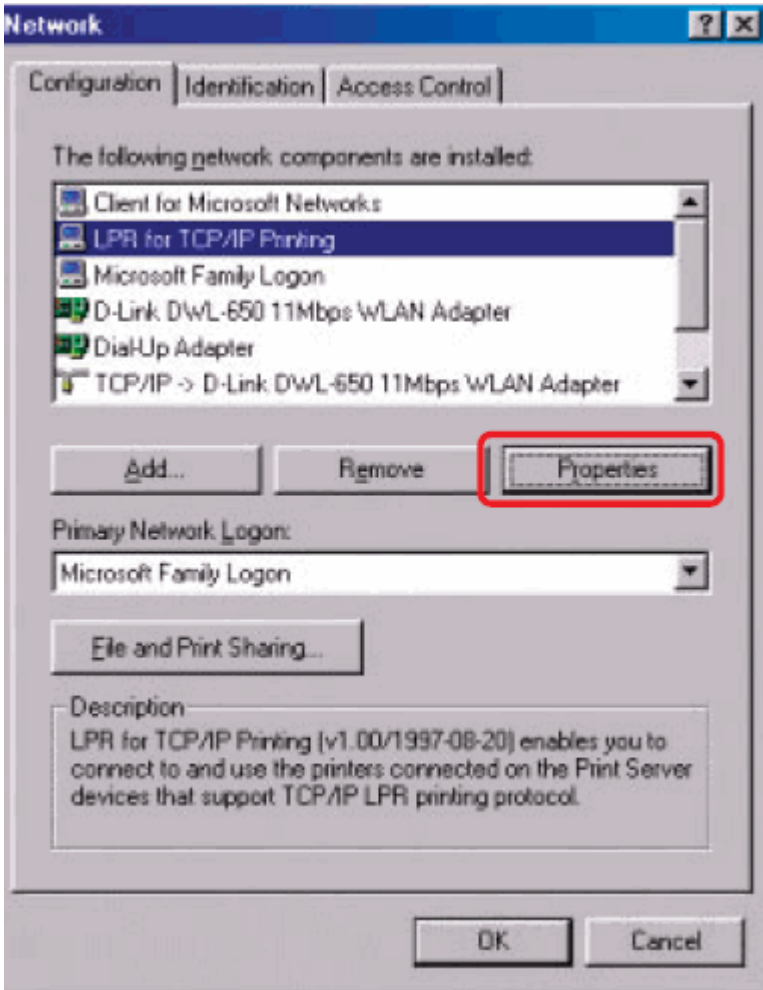 Network
Configuration Identification Access Control
The following network components are installed:
Client for Microsoft Networks
LPR for TCP/IP Printing
Microsoft Family Logon
D-Link DWL-650 11Mbps WLAN Adapter
Dial-Up Adapter
TCP/IP -> D-Link DWL-650 11Mbps WLAN Adapter
Add... Remove Properties
Primary Network Logon:
Microsoft Family Logon
File and Print Sharing...
Description
LPR for TCP/IP Printing (v1.00/1997-08-20) enables you to
connect to and use the printers connected on the Print Server
devices that support TCP/IP LPR printing protocol.
OK Cancel